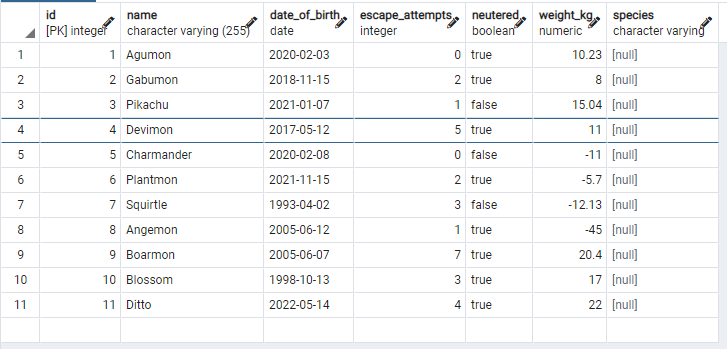 id name date_of_birth escape_attempts neutered weight_kg species
[PK] integer character varying (255) date integer boolean numeric character varying
1 1 Agumon 2020-02-03 0 true 10.23 [null]
2 2 Gabumon 2018-11-15 2 true 8 [null]
3 3 Pikachu 2021-01-07 1 false 15.04 [null]
4 4 Devimon 2017-05-12 5 true 11 [null]
5 5 Charmander 2020-02-08 0 false -11 [null]
6 6 Plantmon 2021-11-15 2 true -5.7 [null]
7 7 Squirtle 1993-04-02 3 false -12.13 [null]
8 8 Angemon 2005-06-12 1 true -45 [null]
9 9 Boarmon 2005-06-07 7 true 20.4 [null]
10 10 Blossom 1998-10-13 3 true 17 [null]
11 11 Ditto 2022-05-14 4 true 22 [null]